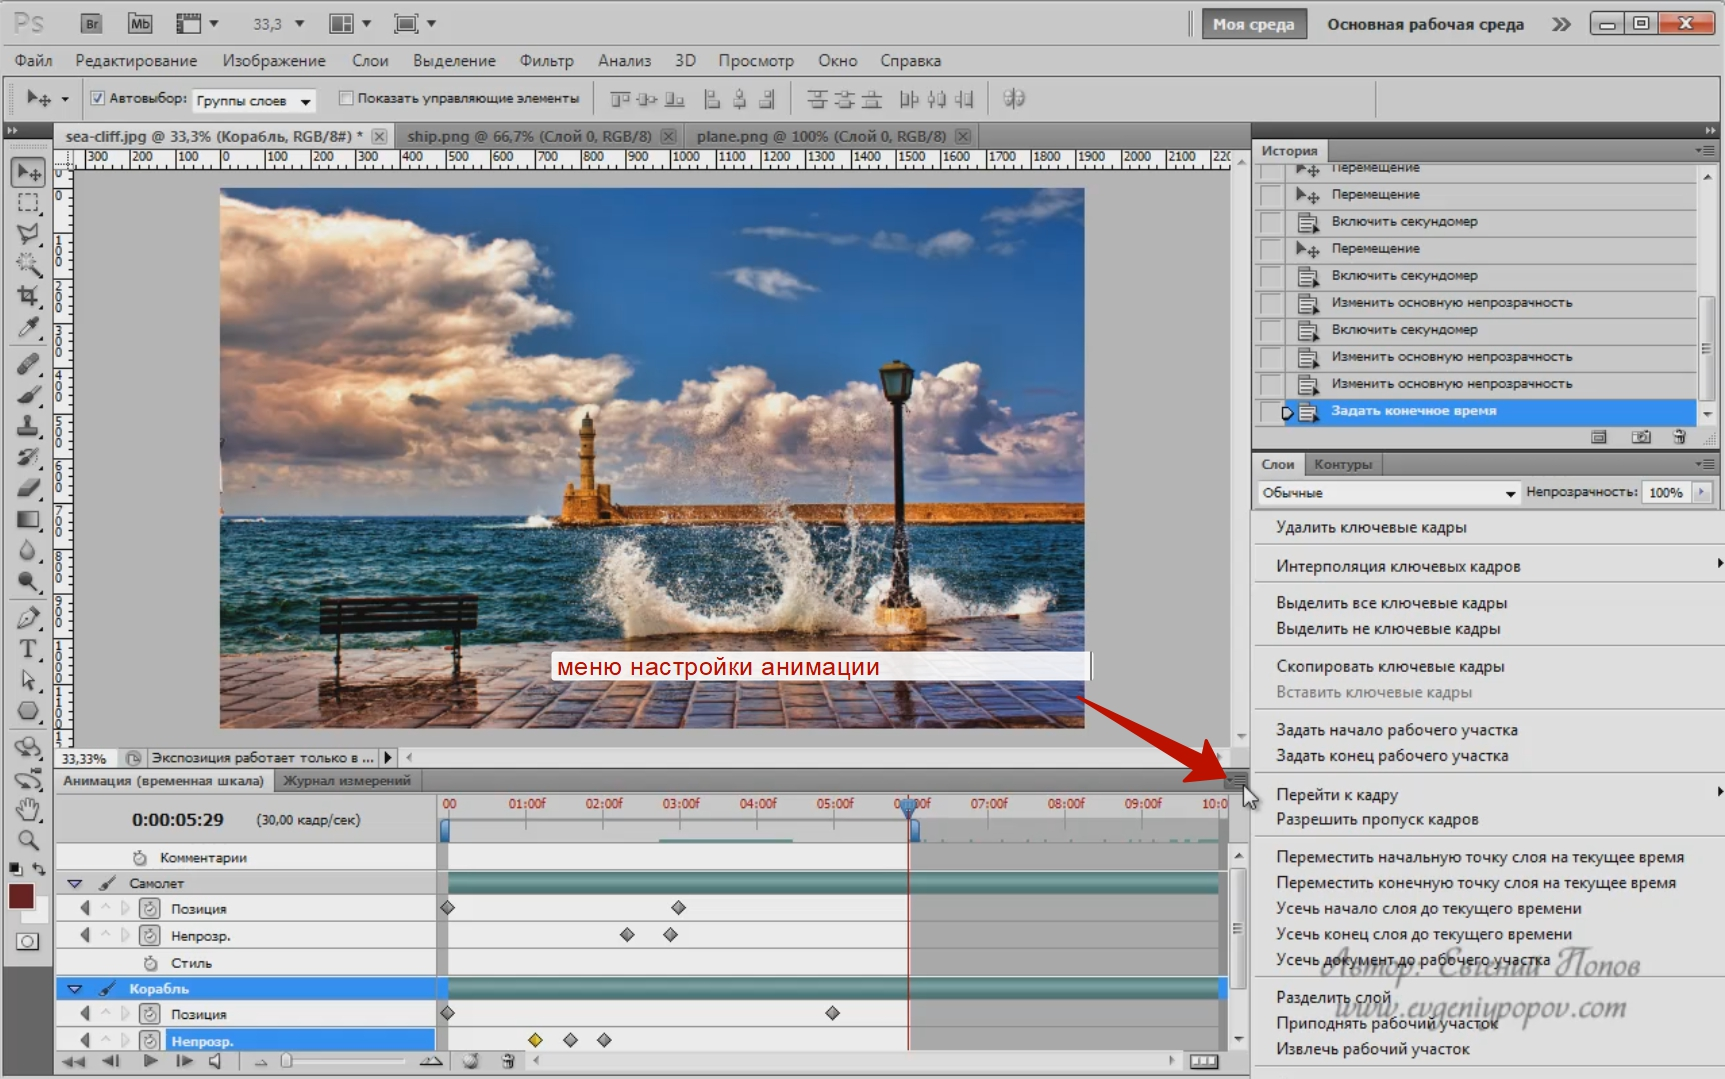 Ps Br Mb 33,3 Моя среда Основная рабочая среда
Файл Редактирование Изображение Слои Выделение Фильтр Анализ 3D Просмотр Окно Справка
Автовыбор: Группы слоев Показать управляющие элементы
sea-cliff.jpg @ 33,3% (Корабль, RGB/8#) * ship.png @ 66,7% (Слой 0, RGB/8) plane.png @ 100% (Слой 0, RGB/8)
300 200 100 0 100 200 300 400 500 600 700 800 900 1000 1100 1200 1300 1400 1500 1600 1700 1800 1900 2000 2100
История
Перемещение
Перемещение
Включить секундомер
Перемещение
Включить секундомер
Изменить основную непрозрачность
Включить секундомер
Изменить основную непрозрачность
Изменить основную непрозрачность
Задать конечное время
Слои Контуры
Обычные Непрозрачность: 100%
Удалить ключевые кадры
Интерполяция ключевых кадров
Выделить все ключевые кадры
Выделить не ключевые кадры
Скопировать ключевые кадры
Вставить ключевые кадры
Задать начало рабочего участка
Задать конец рабочего участка
Перейти к кадру
Разрешить пропуск кадров
Переместить начальную точку слоя на текущее время
Переместить конечную точку слоя на текущее время
Усечь начало слоя до текущего времени
Усечь конец слоя до текущего времени
Усечь документ до рабочего участка
Автор: Евгений Попов
Разделить слой
www.evgeniypopov.com
Приподнять рабочий участок
Извлечь рабочий участок
меню настройки анимации
33,33% Экспозиция работает только в ...
Анимация (временная шкала) Журнал измерений
0:00:05:29 (30,00 кадр/сек)
00 01:00f 02:00f 03:00f 04:00f 05:00f 07:00f 08:00f 09:00f 10:0
Комментарии
Самолет
Позиция
Непрозр.
Стиль
Корабль
Позиция
Непрозр.